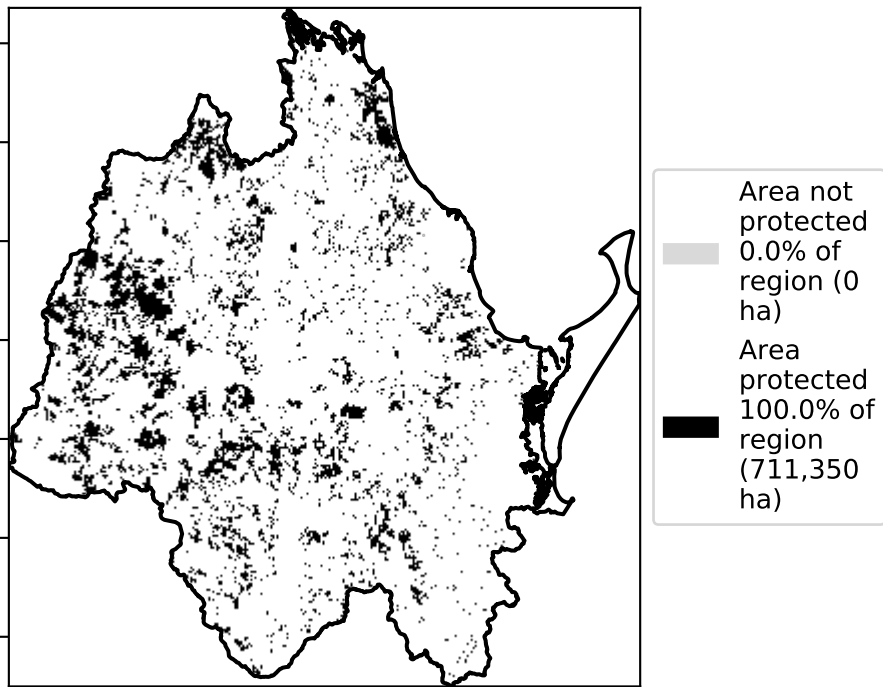 Area not
protected
0.0% of
region (0
ha)
Area
protected
100.0% of
region
(711,350
ha)